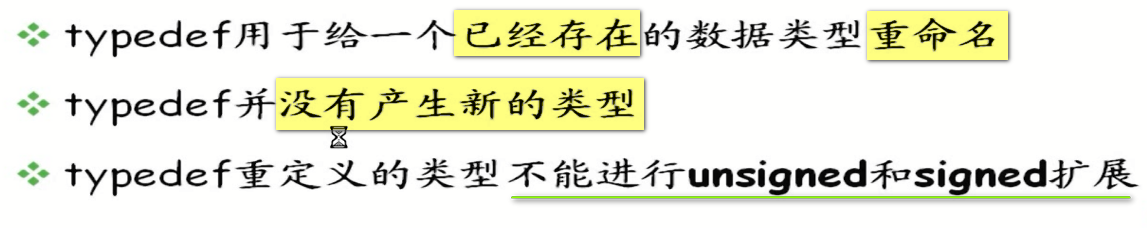 typedef用于给一个已经存在的数据类型重命名
typedef并没有产生新的类型
typedef重定义的类型不能进行unsigned和signed扩展